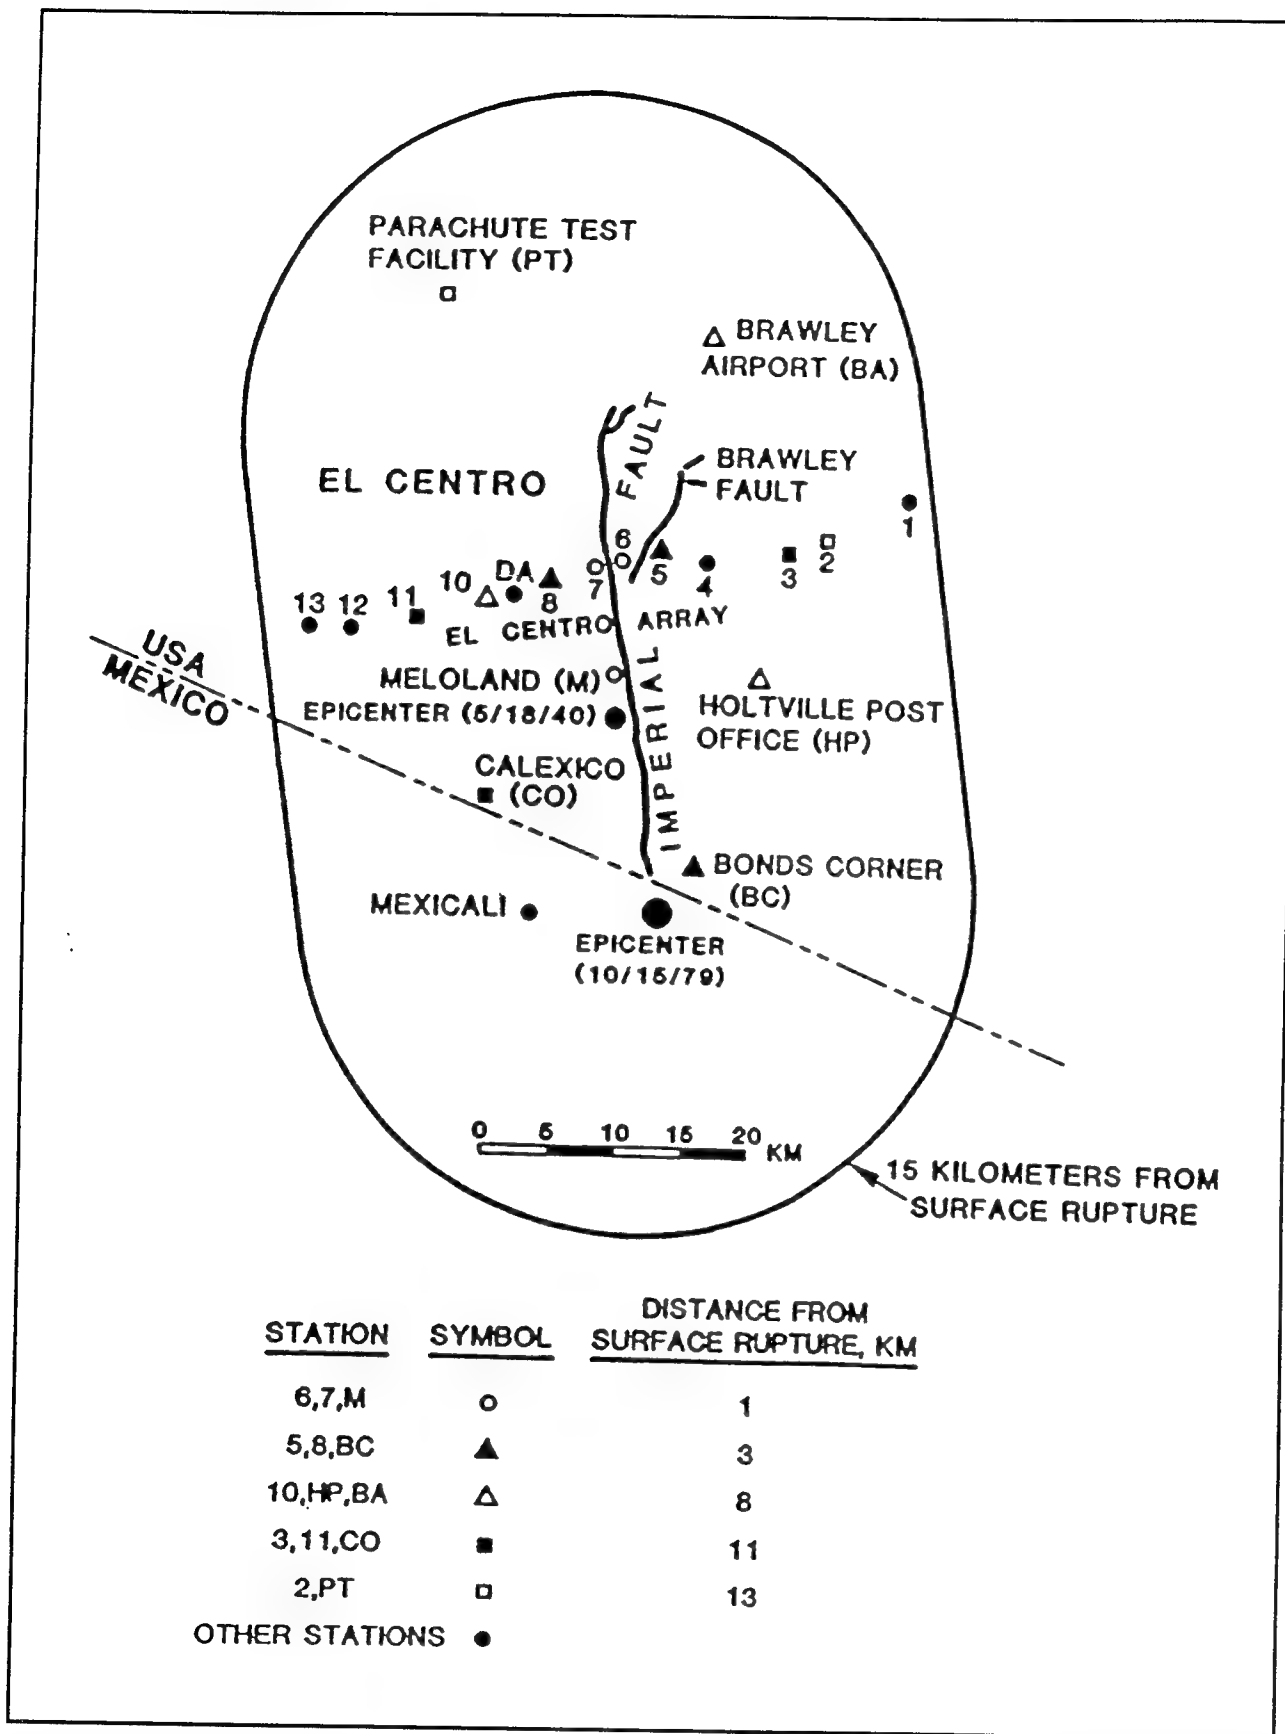 PARACHUTE TEST
FACILITY (PT)
BRAWLEY
AIRPORT (BA)
FAULT
BRAWLEY
FAULT
EL CENTRO
1
6
2
3
4
5
7
8
DA
10
11
12
13
EL CENTRO ARRAY
USA
MEXICO
MELOLAND (M)
EPICENTER (5/18/40)
IMPERIAL
HOLTVILLE POST
OFFICE (HP)
CALEXICO
(CO)
BONDS CORNER
(BC)
MEXICALI
EPICENTER
(10/15/79)
0 5 10 15 20 KM
15 KILOMETERS FROM
SURFACE RUPTURE
DISTANCE FROM
STATION SYMBOL SURFACE RUPTURE, KM
6,7,M 1
5,8,BC 3
10,HP,BA 8
3,11,CO 11
2,PT 13
OTHER STATIONS